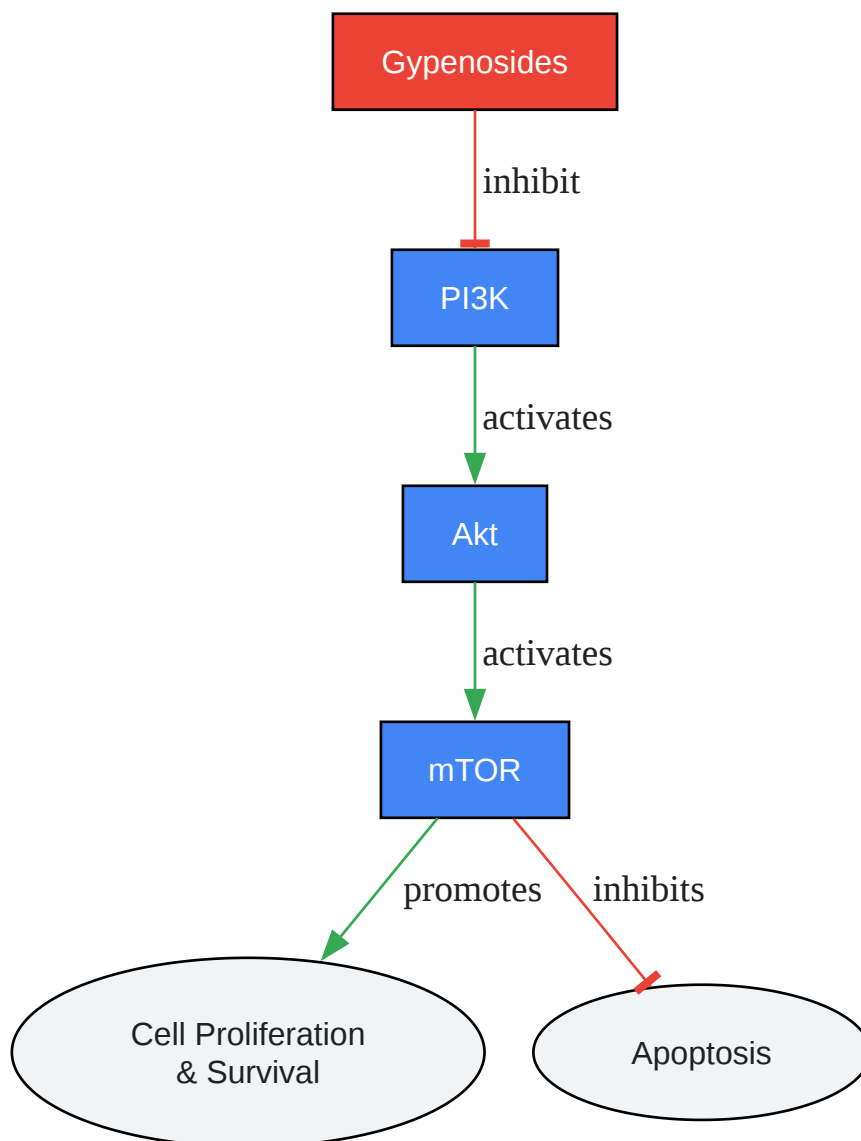 Gypenosides
inhibit
PI3K
activates
Akt
activates
mTOR
promotes
inhibits
Cell Proliferation
& Survival
Apoptosis